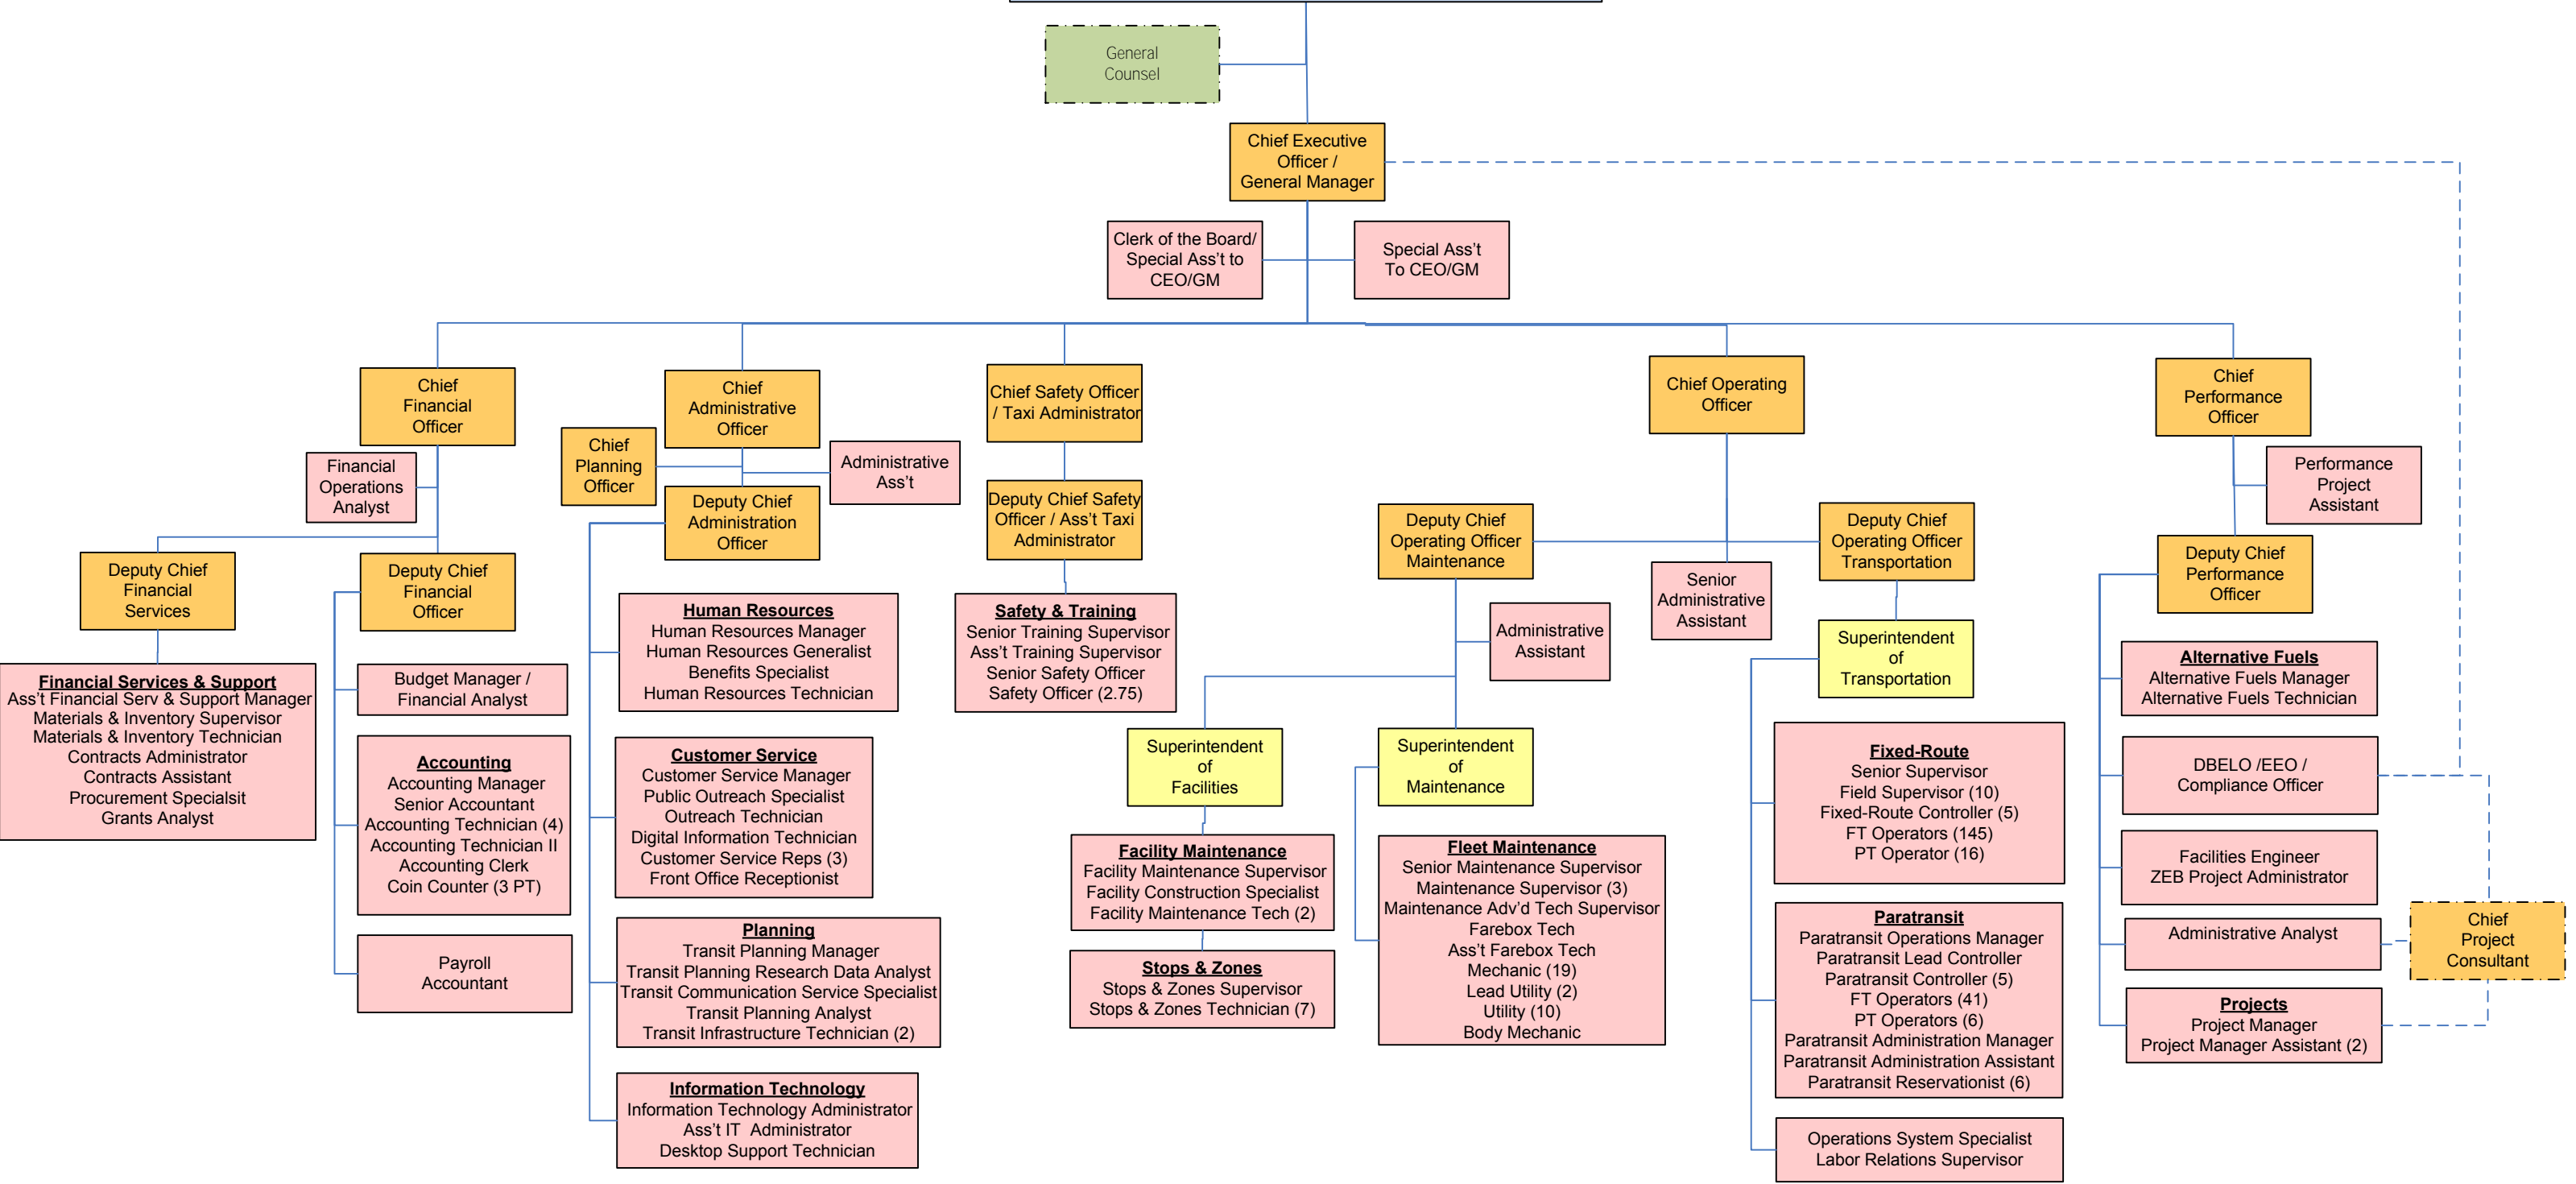 General
Counsel
Chief Executive
Officer /
General Manager
Clerk of the Board/
Special Ass't to
CEO/GM
Special Ass't
To CEO/GM
Chief
Financial
Officer
Chief
Administrative
Officer
Chief Safety Officer
/ Taxi Administrator
Chief Operating
Officer
Chief
Performance
Officer
Financial
Operations
Analyst
Chief
Planning
Officer
Administrative
Ass't
Performance
Project
Assistant
Deputy Chief
Financial
Services
Deputy Chief
Financial
Officer
Deputy Chief
Administration
Officer
Deputy Chief Safety
Officer / Ass't Taxi
Administrator
Deputy Chief
Operating Officer
Maintenance
Senior
Administrative
Assistant
Deputy Chief
Operating Officer
Transportation
Deputy Chief
Performance
Officer
Financial Services & Support
Ass't Financial Serv & Support Manager
Materials & Inventory Supervisor
Materials & Inventory Technician
Contracts Administrator
Contracts Assistant
Procurement Specialsit
Grants Analyst
Budget Manager /
Financial Analyst
Accounting
Accounting Manager
Senior Accountant
Accounting Technician (4)
Accounting Technician II
Accounting Clerk
Coin Counter (3 PT)
Payroll
Accountant
Human Resources
Human Resources Manager
Human Resources Generalist
Benefits Specialist
Human Resources Technician
Customer Service
Customer Service Manager
Public Outreach Specialist
Outreach Technician
Digital Information Technician
Customer Service Reps (3)
Front Office Receptionist
Planning
Transit Planning Manager
Transit Planning Research Data Analyst
Transit Communication Service Specialist
Transit Planning Analyst
Transit Infrastructure Technician (2)
Information Technology
Information Technology Administrator
Ass't IT  Administrator
Desktop Support Technician
Safety & Training
Senior Training Supervisor
Ass't Training Supervisor
Senior Safety Officer
Safety Officer (2.75)
Administrative
Assistant
Superintendent
of
Facilities
Superintendent
of
Maintenance
Facility Maintenance
Facility Maintenance Supervisor
Facility Construction Specialist
Facility Maintenance Tech (2)
Stops & Zones
Stops & Zones Supervisor
Stops & Zones Technician (7)
Fleet Maintenance
Senior Maintenance Supervisor
Maintenance Supervisor (3)
Maintenance Adv'd Tech Supervisor
Farebox Tech
Ass't Farebox Tech
Mechanic (19)
Lead Utility (2)
Utility (10)
Body Mechanic
Superintendent
of
Transportation
Fixed-Route
Senior Supervisor
Field Supervisor (10)
Fixed-Route Controller (5)
FT Operators (145)
PT Operator (16)
Paratransit
Paratransit Operations Manager
Paratransit Lead Controller
Paratransit Controller (5)
FT Operators (41)
PT Operators (6)
Paratransit Administration Manager
Paratransit Administration Assistant
Paratransit Reservationist (6)
Operations System Specialist
Labor Relations Supervisor
Alternative Fuels
Alternative Fuels Manager
Alternative Fuels Technician
DBELO /EEO /
Compliance Officer
Facilities Engineer
ZEB Project Administrator
Administrative Analyst
Projects
Project Manager
Project Manager Assistant (2)
Chief
Project
Consultant